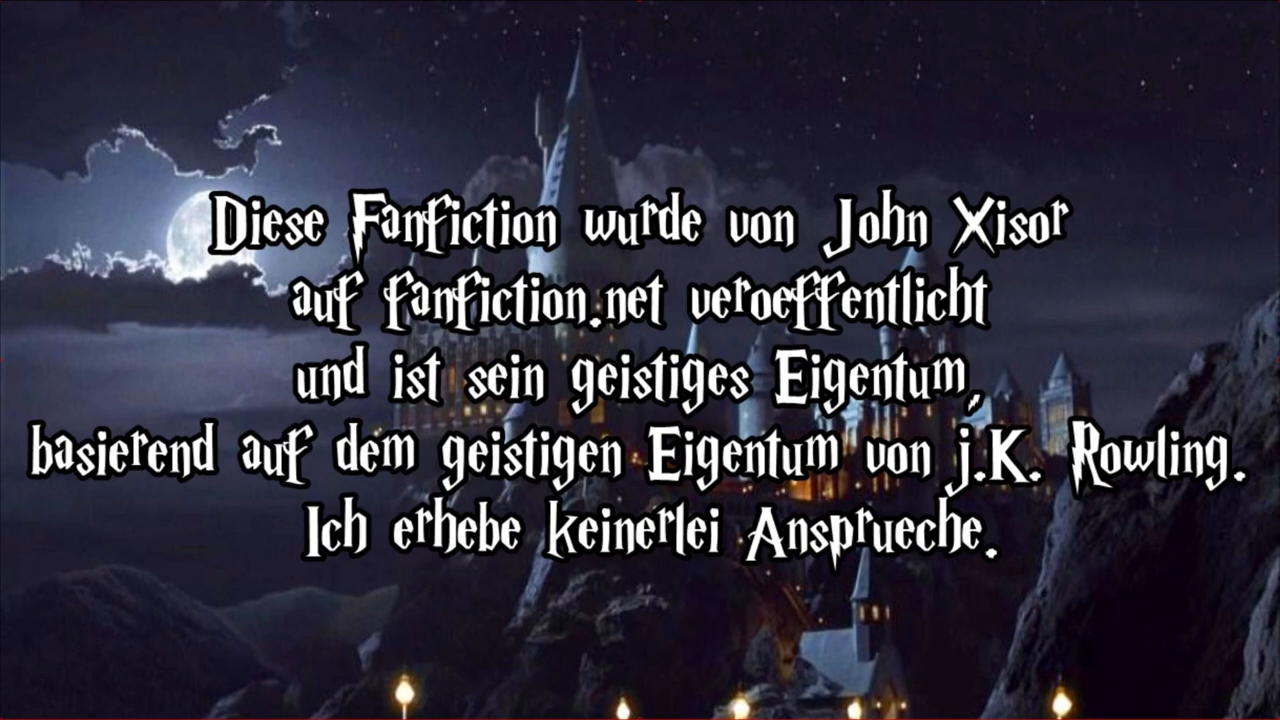 Diese Fanfiction wurde von John Xisor
auf fanfiction.net veroeffentlicht
und ist sein geistiges Eigentum,
basierend auf dem geistigen Eigentum von j.K. Rowling.
Ich erhebe keinerlei Ansprueche.